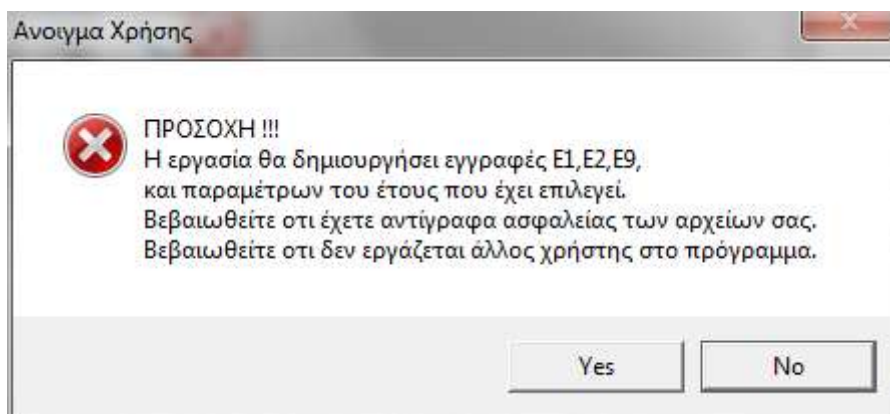 Ανοιγμα Χρήσης
ΠΡΟΣΟΧΗ !!!
Η εργασία θα δημιουργήσει εγγραφές Ε1,Ε2,Ε9,
και παραμέτρων του έτους που έχει επιλεγεί.
Βεβαιωθείτε οτι έχετε αντίγραφα ασφαλείας των αρχείων σας.
Βεβαιωθείτε οτι δεν εργάζεται άλλος χρήστης στο πρόγραμμα.
Yes
No